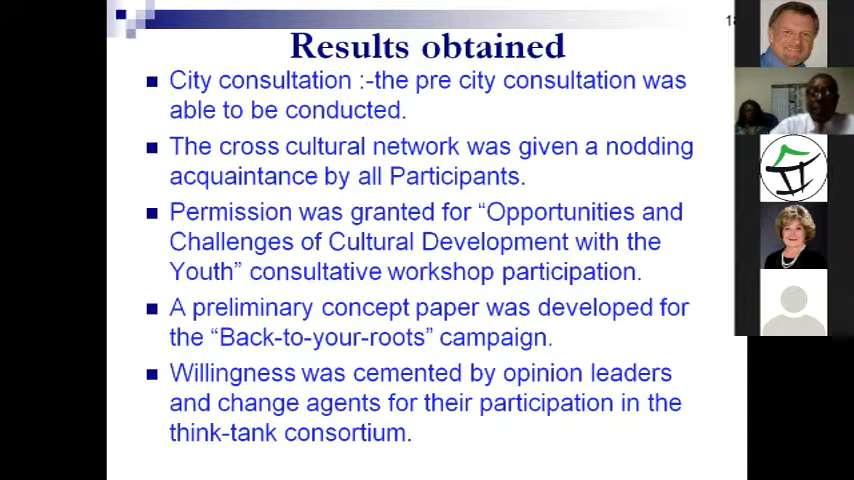 Results obtained
City consultation :-the pre city consultation was
able to be conducted.
The cross cultural network was given a nodding
acquaintance by all Participants.
Permission was granted for “Opportunities and
Challenges of Cultural Development with the
Youth” consultative workshop participation.
A preliminary concept paper was developed for
the “Back-to-your-roots” campaign.
Willingness was cemented by opinion leaders
and change agents for their participation in the
think-tank consortium.